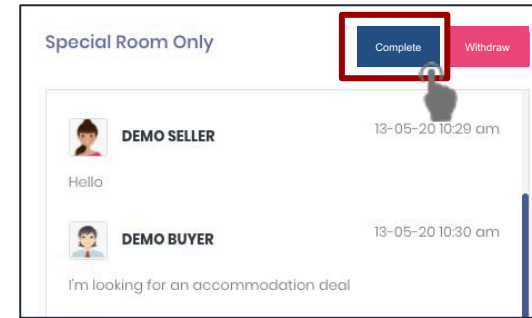 Special Room Only
Complete
Withdraw
DEMO SELLER
13-05-20 10:29 am
Hello
DEMO BUYER
13-05-20 10:30 am
I'm looking for an accommodation deal